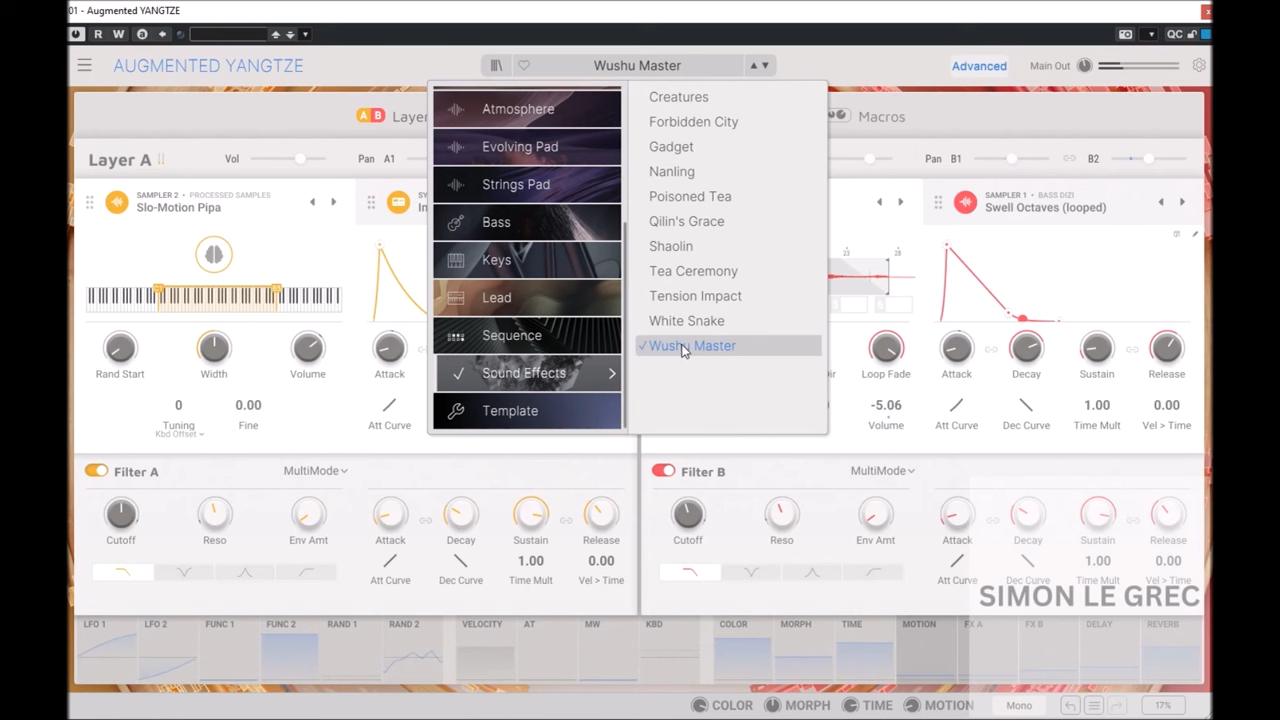 01 - Augmented YANGTZE
x
R W a QC
AUGMENTED YANGTZE
Wushu Master
Advanced
Main Out
A B Layer
Macros
Atmosphere
Evolving Pad
Strings Pad
Bass
Keys
Lead
Sequence
Sound Effects
Template
Creatures
Forbidden City
Gadget
Nanling
Poisoned Tea
Qilin's Grace
Shaolin
Tea Ceremony
Tension Impact
White Snake
Wushu Master
Layer A
Vol
Pan A1
Pan B1
B2
SAMPLER 2 • PROCESSED SAMPLES
Slo-Motion Pipa
SAMPLER 1 • BASS DIZI
Swell Octaves (looped)
23 28
Rand Start Width Volume Attack
Loop Fade Attack Decay Sustain Release
0 0.00
Tuning Fine
Kbd Offset
Att Curve
-5.06
Volume
1.00 0.00
Att Curve Dec Curve Time Mult Vel > Time
Filter A
MultiMode
Filter B
MultiMode
Cutoff Reso Env Amt Attack Decay Sustain Release
Cutoff Reso Env Amt Attack Decay Sustain Release
1.00 0.00
Att Curve Dec Curve Time Mult Vel > Time
1.00 0.00
Att Curve Dec Curve Time Mult Vel > Time
SIMON LE GREC
LFO 1 LFO 2 FUNC 1 FUNC 2 RAND 1 RAND 2 VELOCITY AT MW KBD COLOR MORPH TIME MOTION FX A FX B DELAY REVERB
COLOR MORPH TIME MOTION Mono 17%